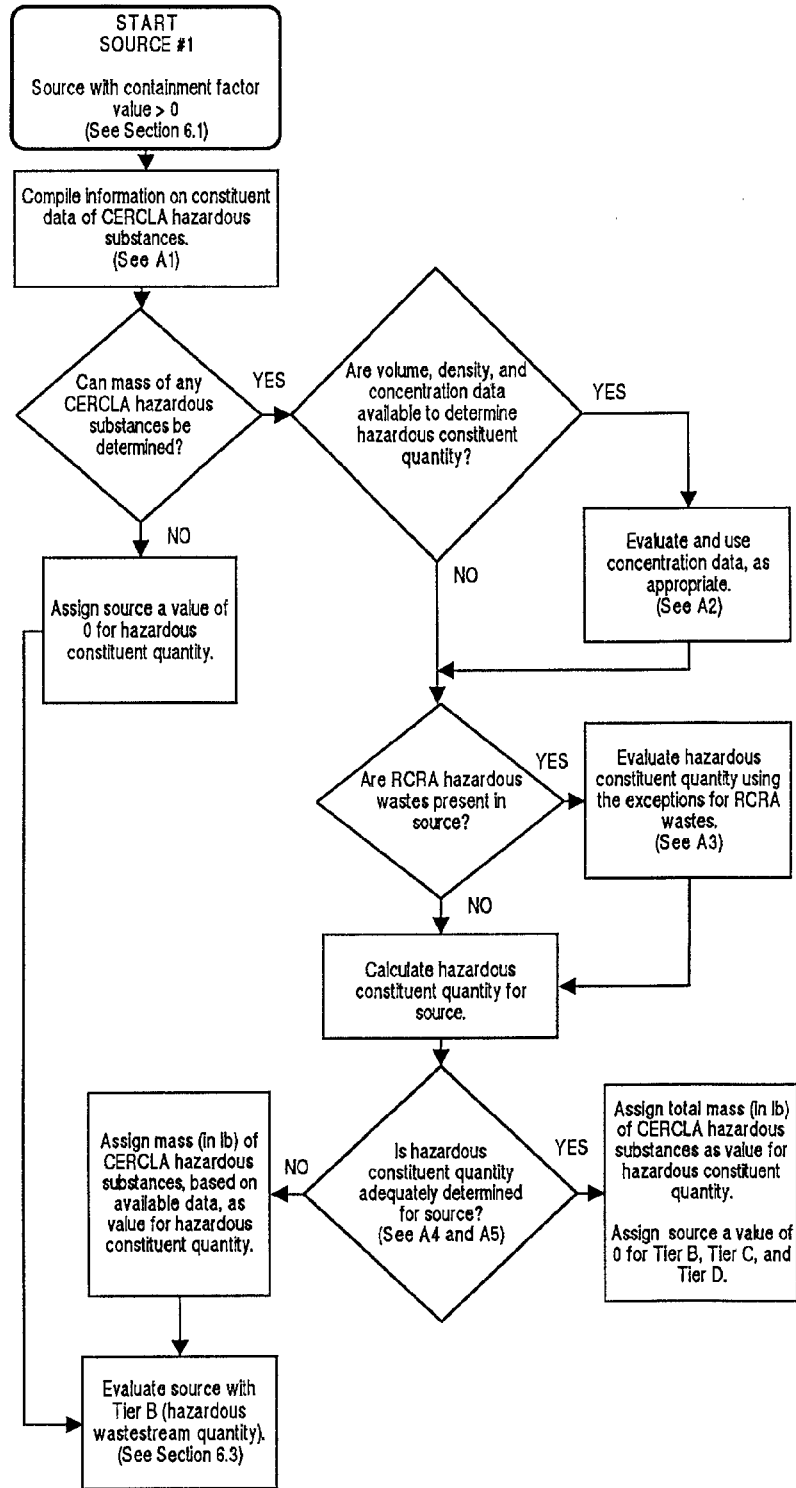 START
SOURCE #1
Source with containment factor
value > 0
(See Section 6.1)
Compile information on constituent
data of CERCLA hazardous
substances.
(See A1)
Can mass of any
CERCLA hazardous
substances be
determined?
YES
NO
Are volume, density, and
concentration data
available to determine
hazardous constituent
quantity?
YES
NO
Evaluate and use
concentration data, as
appropriate.
(See A2)
Assign source a value of
0 for hazardous
constituent quantity.
Are RCRA hazardous
wastes present in
source?
YES
NO
Evaluate hazardous
constituent quantity using
the exceptions for RCRA
wastes.
(See A3)
Calculate hazardous
constituent quantity for
source.
Is hazardous
constituent quantity
adequately determined
for source?
(See A4 and A5)
NO
YES
Assign mass (in lb) of
CERCLA hazardous
substances, based on
available data, as
value for hazardous
constituent quantity.
Assign total mass (in lb)
of CERCLA hazardous
substances as value for
hazardous constituent
quantity.
Assign source a value of
0 for Tier B, Tier C, and
Tier D.
Evaluate source with
Tier B (hazardous
wastestream quantity).
(See Section 6.3)